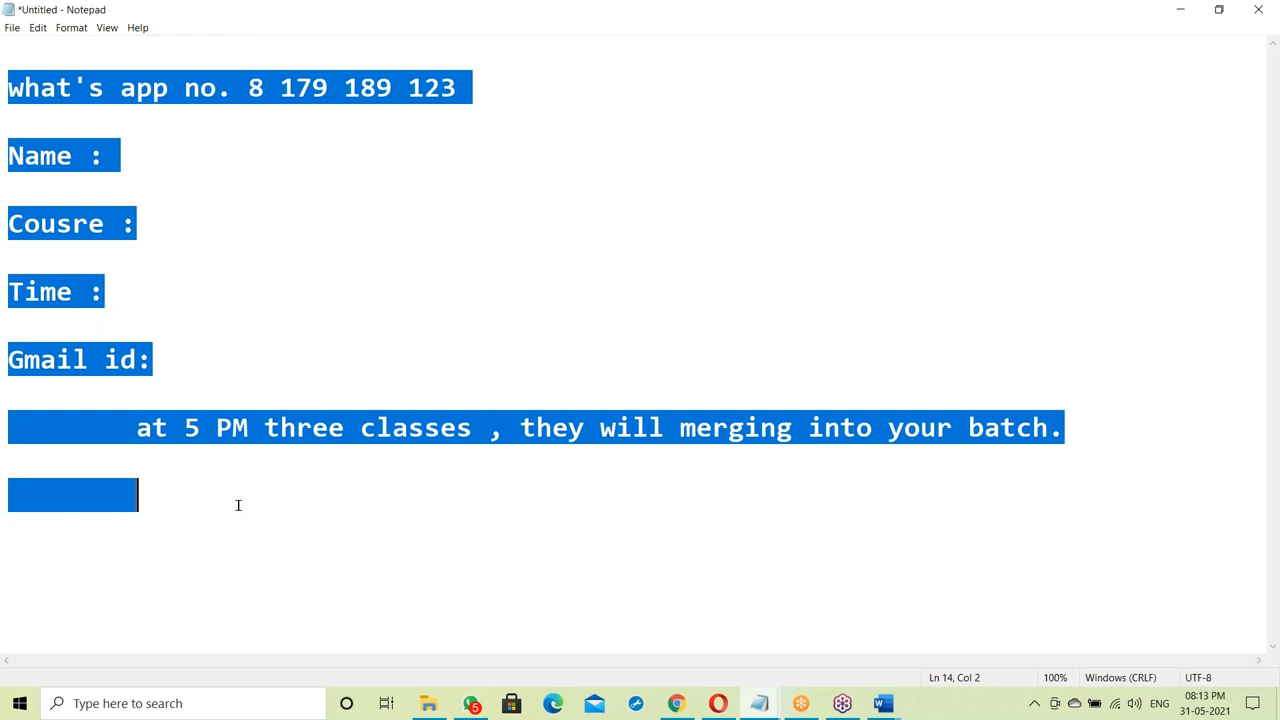 *Untitled - Notepad
File Edit Format View Help
what's app no. 8 179 189 123
Name :
Cousre :
Time :
Gmail id:
at 5 PM three classes , they will merging into your batch.
Ln 14, Col 2 100% Windows (CRLF) UTF-8
Type here to search
5
ENG
08:13 PM
31-05-2021